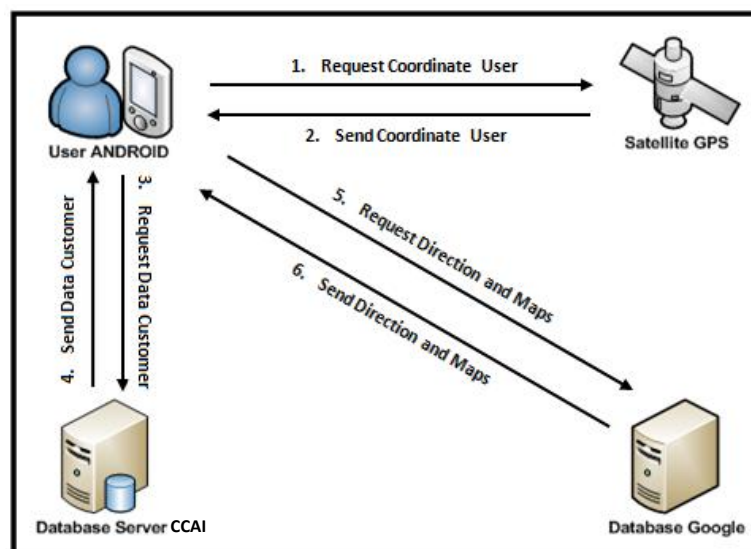 1. Request Coordinate User
2. Send Coordinate User
User ANDROID
Satellite GPS
3. Request Data Customer
4. Send Data Customer
5. Request Direction and Maps
6. Send Direction and Maps
Database Server CCAI
Database Google